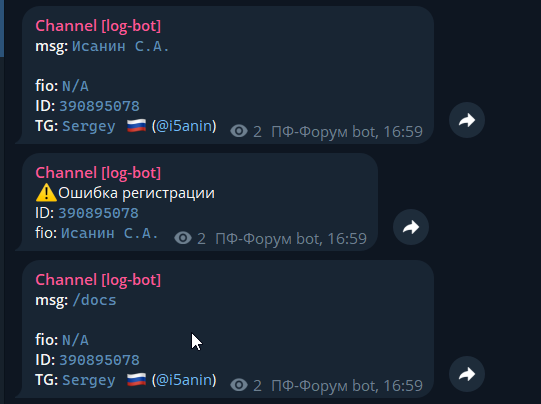 Channel [log-bot]
msg: Исанин С.А.
fio: N/A
ID: 390895078
TG: Sergey 🇷🇺 (@i5anin) 2 ПФ-Форум bot, 16:59
Channel [log-bot]
⚠️Ошибка регистрации
ID: 390895078
fio: Исанин С.А. 2 ПФ-Форум bot, 16:59
Channel [log-bot]
msg: /docs
fio: N/A
ID: 390895078
TG: Sergey 🇷🇺 (@i5anin) 2 ПФ-Форум bot, 16:59